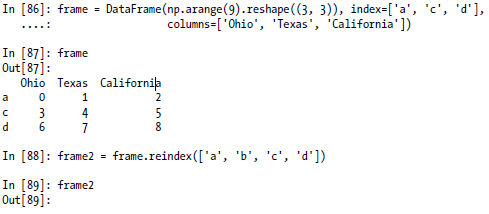 In [86]: frame = DataFrame(np.arange(9).reshape((3, 3)), index=['a', 'c', 'd'],
   ....:                   columns=['Ohio', 'Texas', 'California'])
In [87]: frame
Out[87]:
   Ohio  Texas  California
a     0      1           2
c     3      4           5
d     6      7           8
In [88]: frame2 = frame.reindex(['a', 'b', 'c', 'd'])
In [89]: frame2
Out[89]: